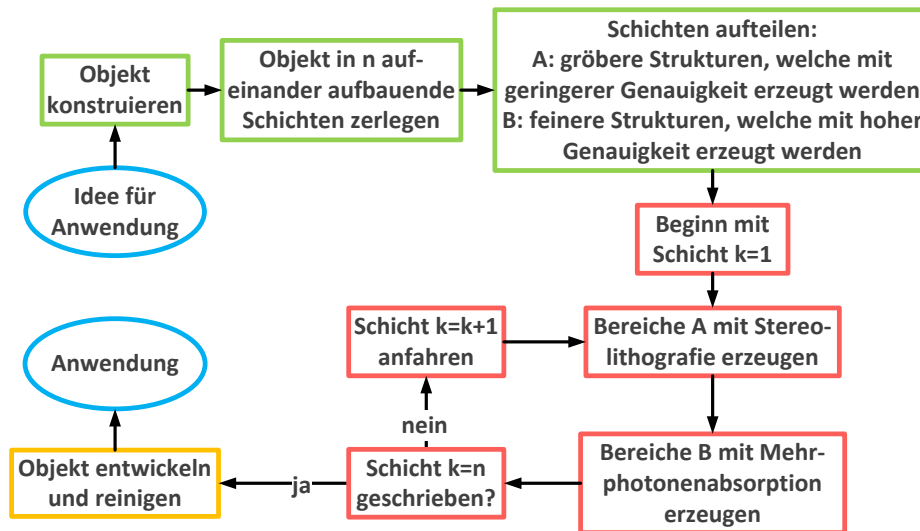 Objekt
konstruieren
Objekt in n auf-
einander aufbauende
Schichten zerlegen
Schichten aufteilen:
A: gröbere Strukturen, welche mit
geringerer Genauigkeit erzeugt werden
B: feinere Strukturen, welche mit hoher
Genauigkeit erzeugt werden
Idee für
Anwendung
Beginn mit
Schicht k=1
Schicht k=k+1
anfahren
Bereiche A mit Stereo-
lithografie erzeugen
Anwendung
nein
Bereiche B mit Mehr-
photonenabsorption
erzeugen
Schicht k=n
geschrieben?
ja
Objekt entwickeln
und reinigen